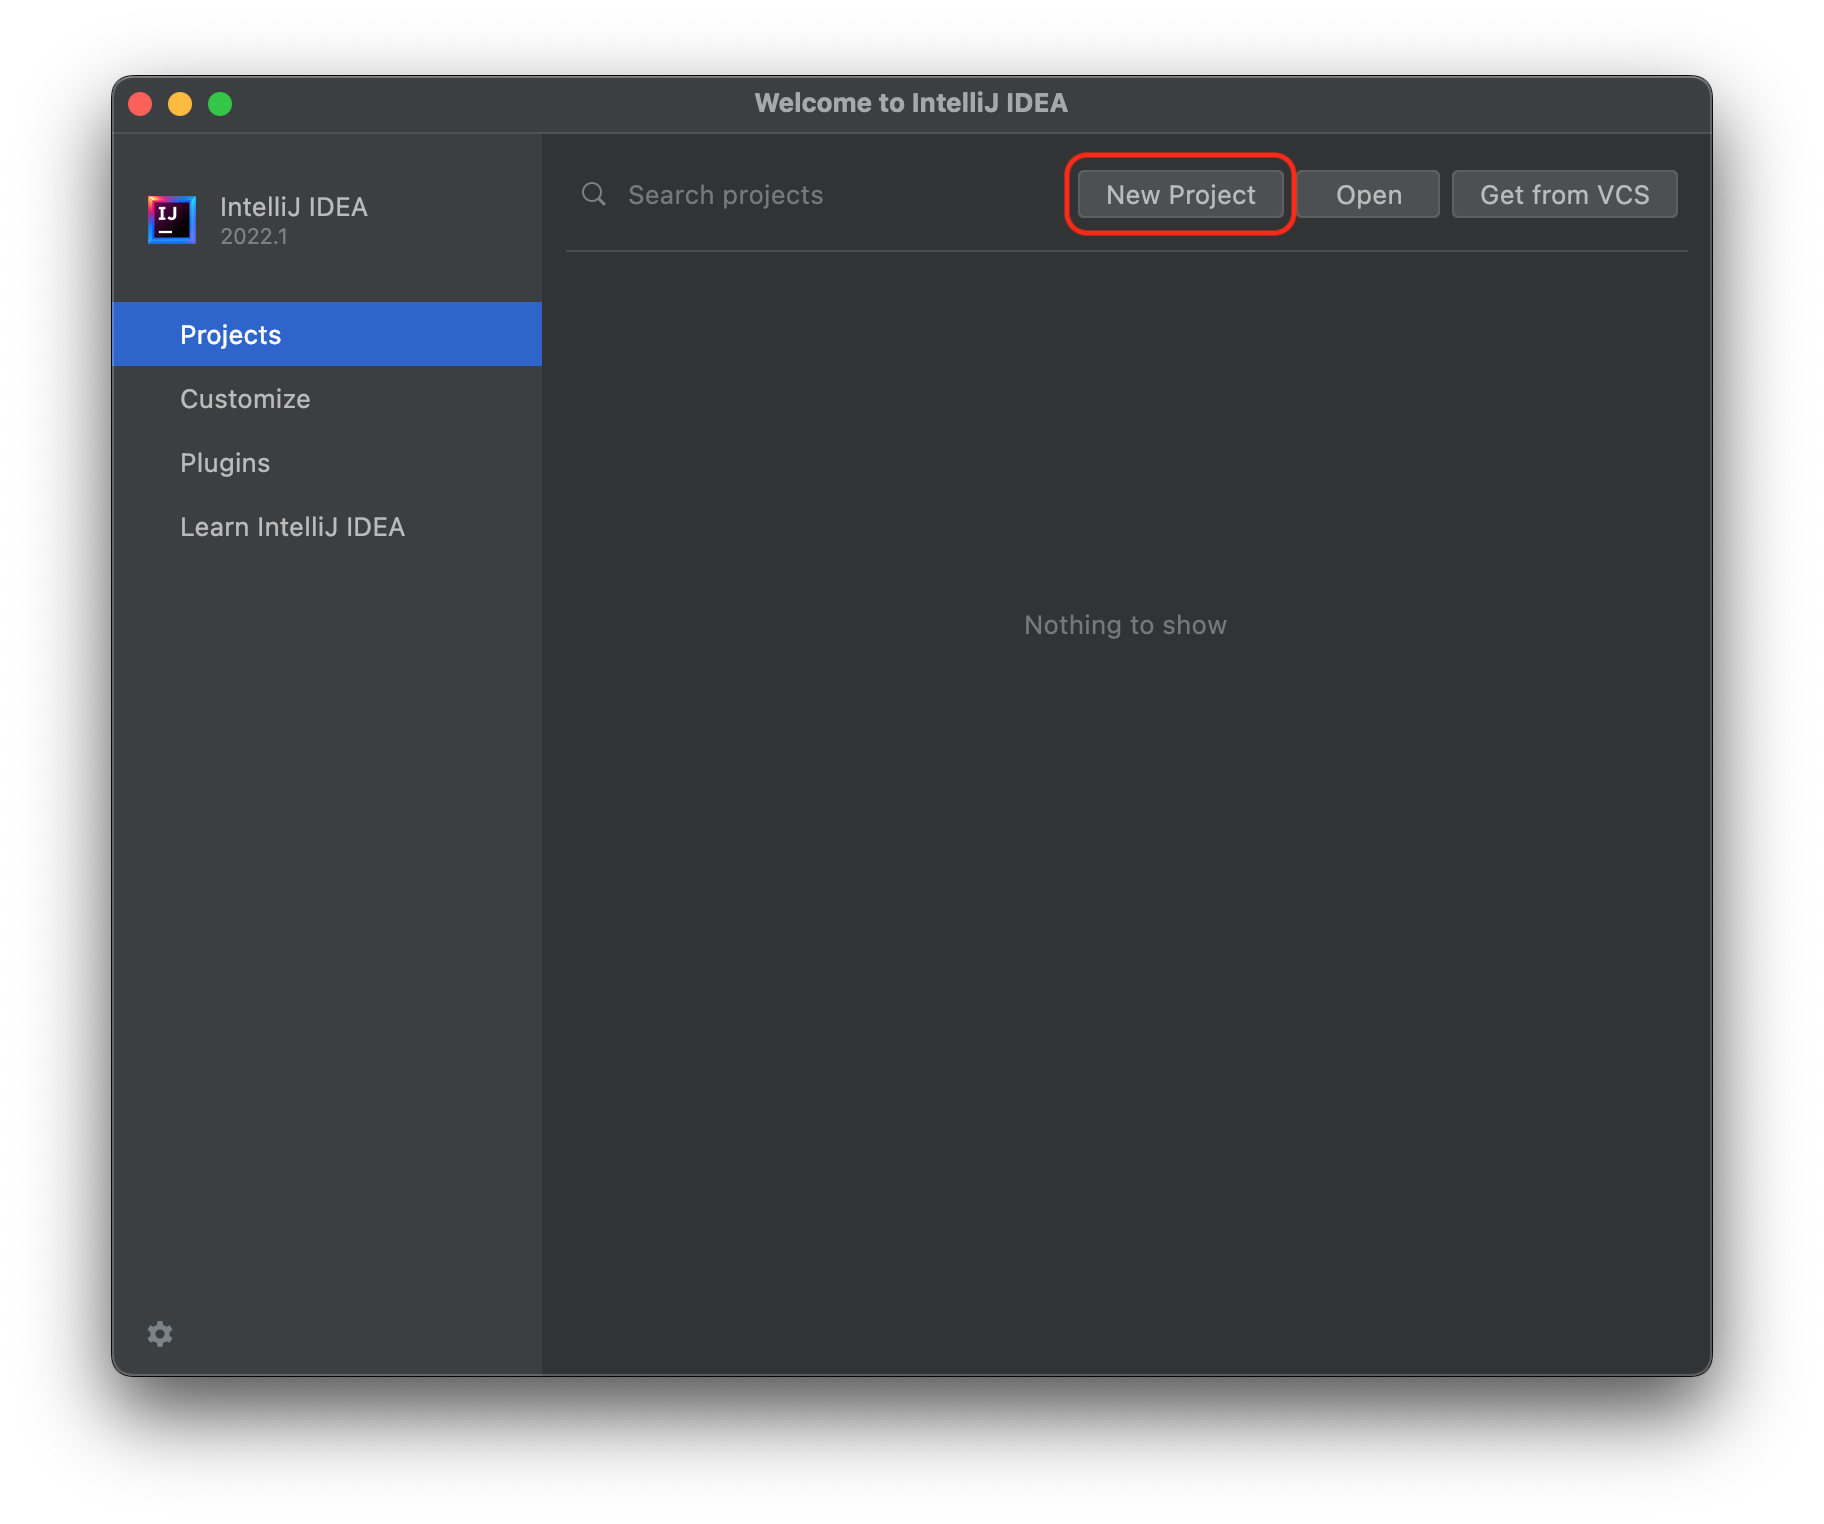 Welcome to IntelliJ IDEA
IJ
IntelliJ IDEA
2022.1
Search projects
New Project
Open
Get from VCS
Projects
Customize
Plugins
Learn IntelliJ IDEA
Nothing to show